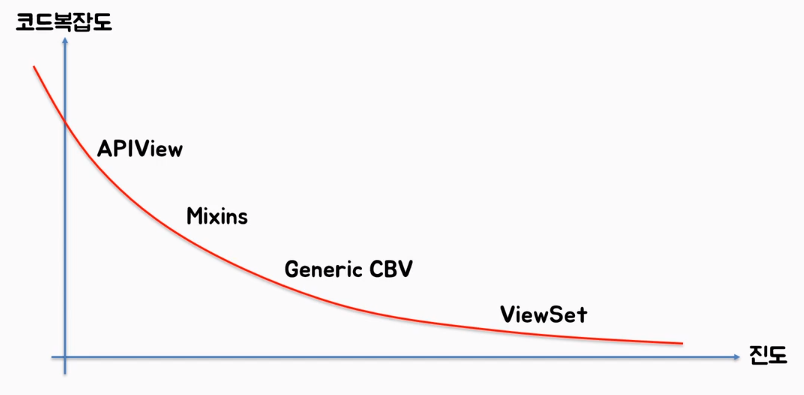 코드복잡도
APIView
Mixins
Generic CBV
ViewSet
진도